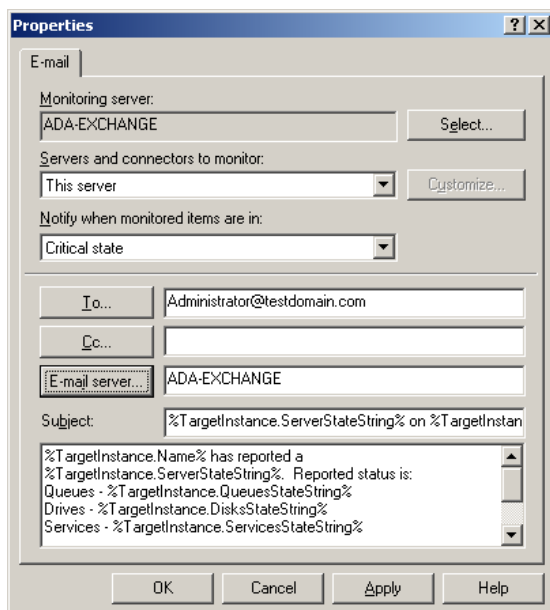 Properties
E-mail
Monitoring server:
ADA-EXCHANGE
Select...
Servers and connectors to monitor:
This server
Customize...
Notify when monitored items are in:
Critical state
To...
Administrator@testdomain.com
Cc...
E-mail server...
ADA-EXCHANGE
Subject:
%TargetInstance.ServerStateString% on %TargetInstan
%TargetInstance.Name% has reported a
%TargetInstance.ServerStateString%. Reported status is:
Queues - %TargetInstance.QueuesStateString%
Drives - %TargetInstance.DisksStateString%
Services - %TargetInstance.ServicesStateString%
OK
Cancel
Apply
Help